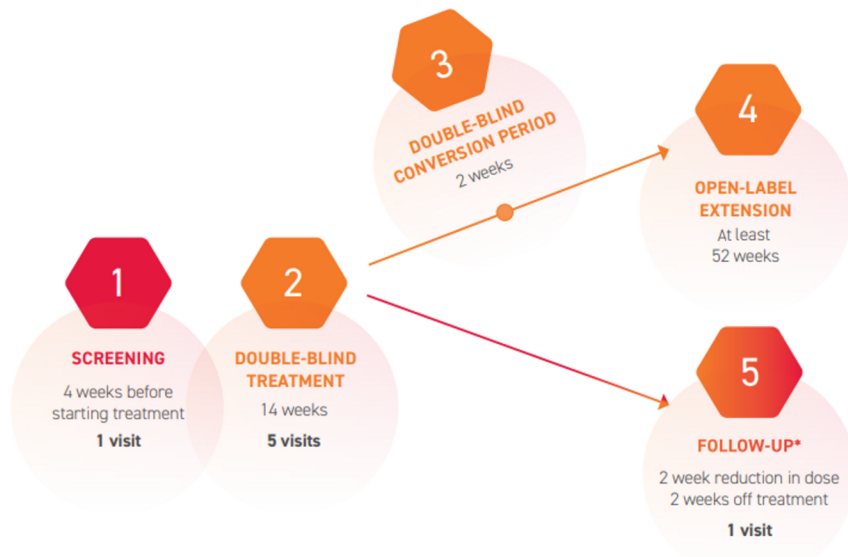 1
SCREENING
4 weeks before
starting treatment
1 visit
2
DOUBLE-BLIND
TREATMENT
14 weeks
5 visits
3
DOUBLE-BLIND
CONVERSION PERIOD
2 weeks
4
OPEN-LABEL
EXTENSION
At least
52 weeks
5
FOLLOW-UP*
2 week reduction in dose
2 weeks off treatment
1 visit